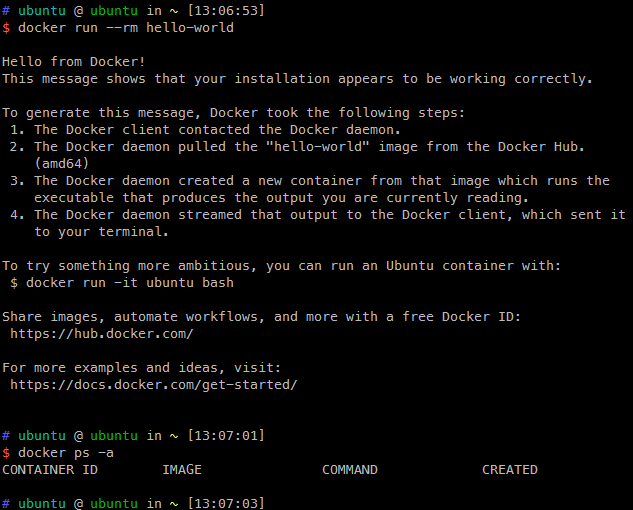 # ubuntu @ ubuntu in ~ [13:06:53]
$ docker run --rm hello-world
Hello from Docker!
This message shows that your installation appears to be working correctly.
To generate this message, Docker took the following steps:
1. The Docker client contacted the Docker daemon.
2. The Docker daemon pulled the "hello-world" image from the Docker Hub.
(amd64)
3. The Docker daemon created a new container from that image which runs the
executable that produces the output you are currently reading.
4. The Docker daemon streamed that output to the Docker client, which sent it
to your terminal.
To try something more ambitious, you can run an Ubuntu container with:
$ docker run -it ubuntu bash
Share images, automate workflows, and more with a free Docker ID:
https://hub.docker.com/
For more examples and ideas, visit:
https://docs.docker.com/get-started/
# ubuntu @ ubuntu in ~ [13:07:01]
$ docker ps -a
CONTAINER ID        IMAGE               COMMAND             CREATED
# ubuntu @ ubuntu in ~ [13:07:03]